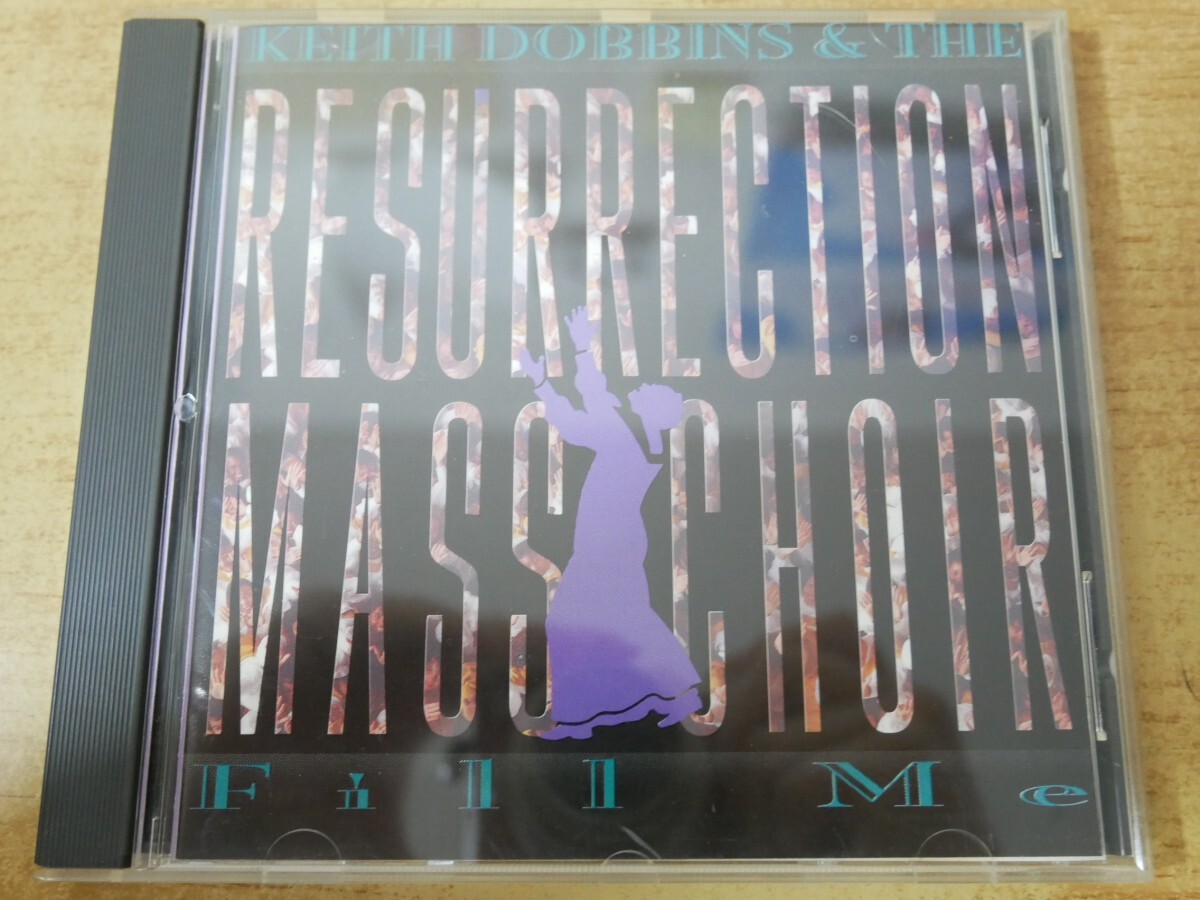 KEITH DOBBINS & THE
RESURRECTION
MASS CHOIR
Fill Me